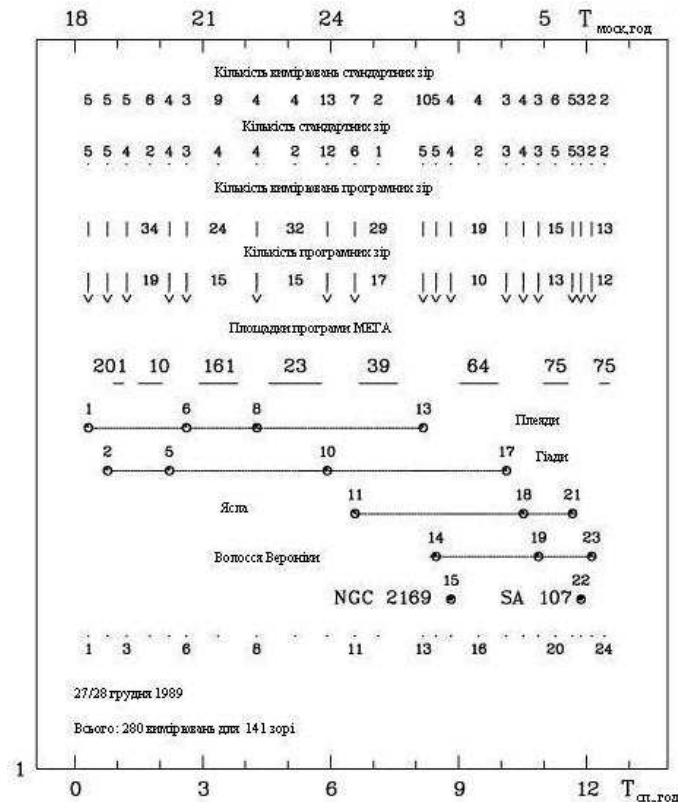 18 21 24 3 5 T моск,год
Кількість вимірювань стандартних зір
5 5 5 6 4 3 9 4 4 13 7 2 10 5 4 4 3 4 3 6 5 3 2 2
Кількість стандартних зір
5 5 4 2 4 3 4 4 2 12 6 1 5 5 4 2 3 4 3 5 5 3 2 2
Кількість вимірювань програмних зір
34 24 32 29 19 15 13
Кількість програмних зір
19 15 15 17 10 13 12
Площадки програми МЕГА
201 10 161 23 39 64 75 75
1 6 8 13
Плеяди
2 5 10 17
Гіади
11 18 21
Ясла
14 19 23
Волосся Вероніки
15 22
NGC 2169 SA 107
1 3 6 8 11 13 16 20 24
27/28 грудня 1989
Всього: 280 вимірювань для 141 зорі
1
0 3 6 9 12 T сп.,год